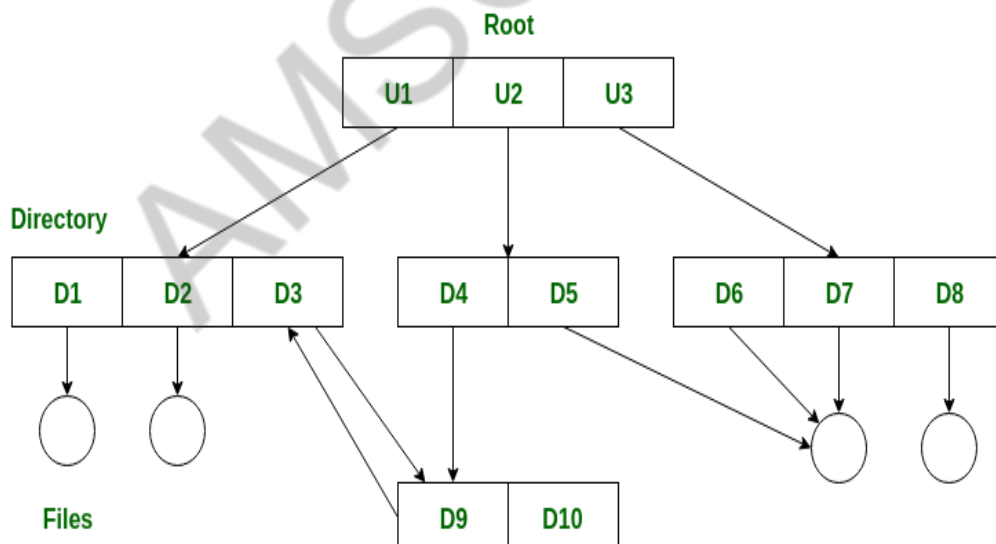 Root
U1 U2 U3
Directory
D1 D2 D3 D4 D5 D6 D7 D8
Files
D9 D10